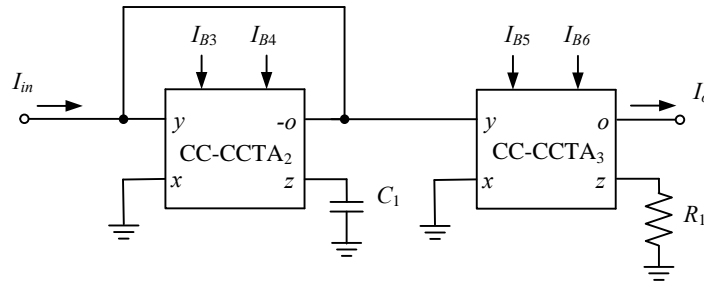 I_B3 I_B4 I_B5 I_B6
I_in I_o
y -o y o
CC-CCTA₂ CC-CCTA₃
x z x z
C₁ R₁